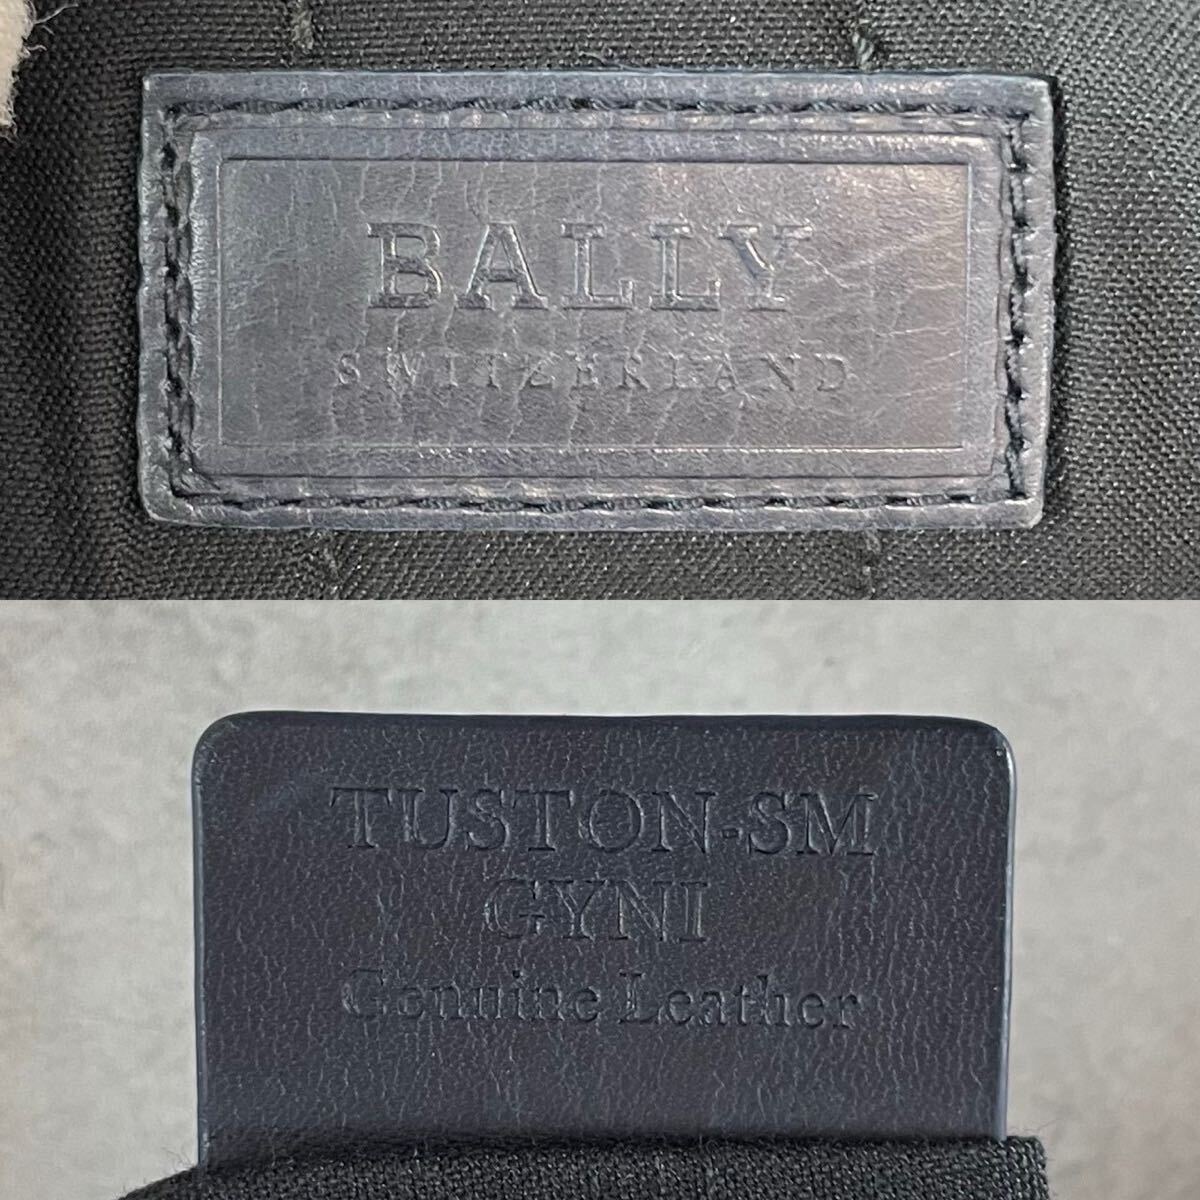 BALLY
SWITZERLAND
TUSTON-SM
GYNI
Genuine Leather